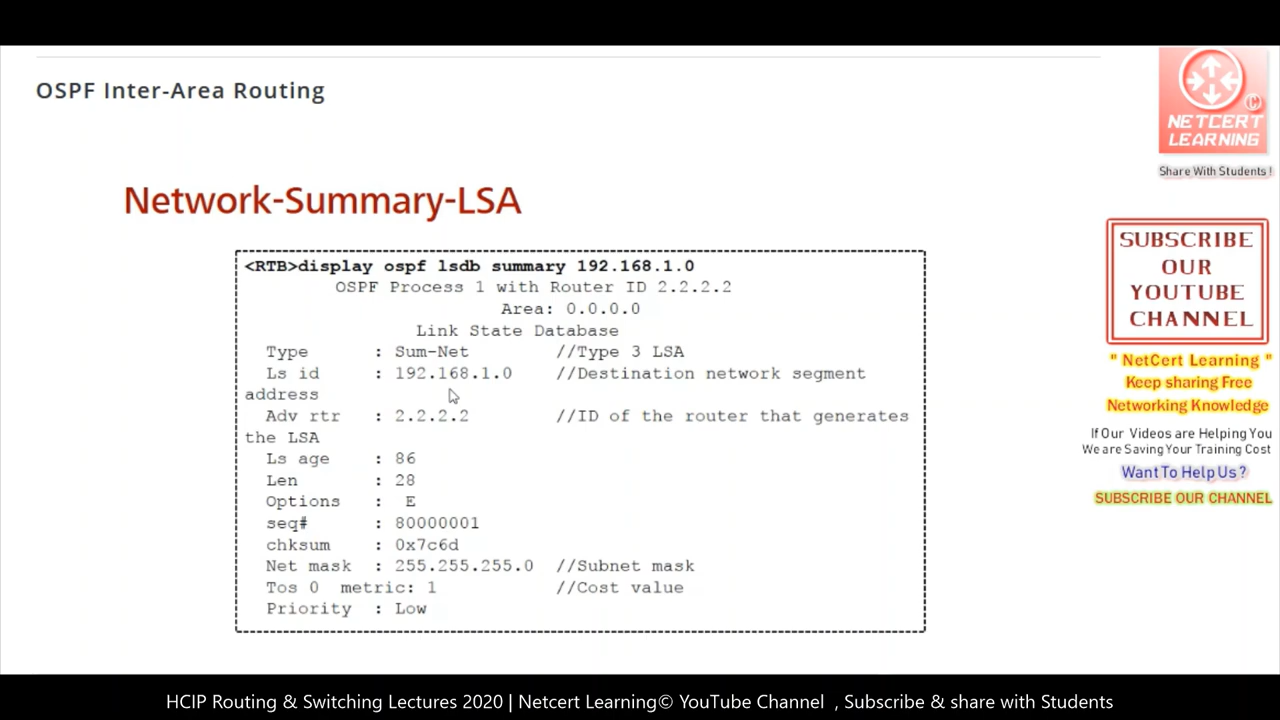 OSPF Inter-Area Routing
Network-Summary-LSA
<RTB>display ospf lsdb summary 192.168.1.0
OSPF Process 1 with Router ID 2.2.2.2
Area: 0.0.0.0
Link State Database
Type : Sum-Net //Type 3 LSA
Ls id : 192.168.1.0 //Destination network segment
address
Adv rtr : 2.2.2.2 //ID of the router that generates
the LSA
Ls age : 86
Len : 28
Options : E
seq# : 80000001
chksum : 0x7c6d
Net mask : 255.255.255.0 //Subnet mask
Tos 0 metric: 1 //Cost value
Priority : Low
©
NETCERT
LEARNING
Share With Students !
SUBSCRIBE
OUR
YOUTUBE
CHANNEL
" NetCert Learning "
Keep sharing Free
Networking Knowledge
If Our Videos are Helping You
We are Saving Your Training Cost
Want To Help Us ?
SUBSCRIBE OUR CHANNEL
HCIP Routing & Switching Lectures 2020 | Netcert Learning© YouTube Channel , Subscribe & share with Students